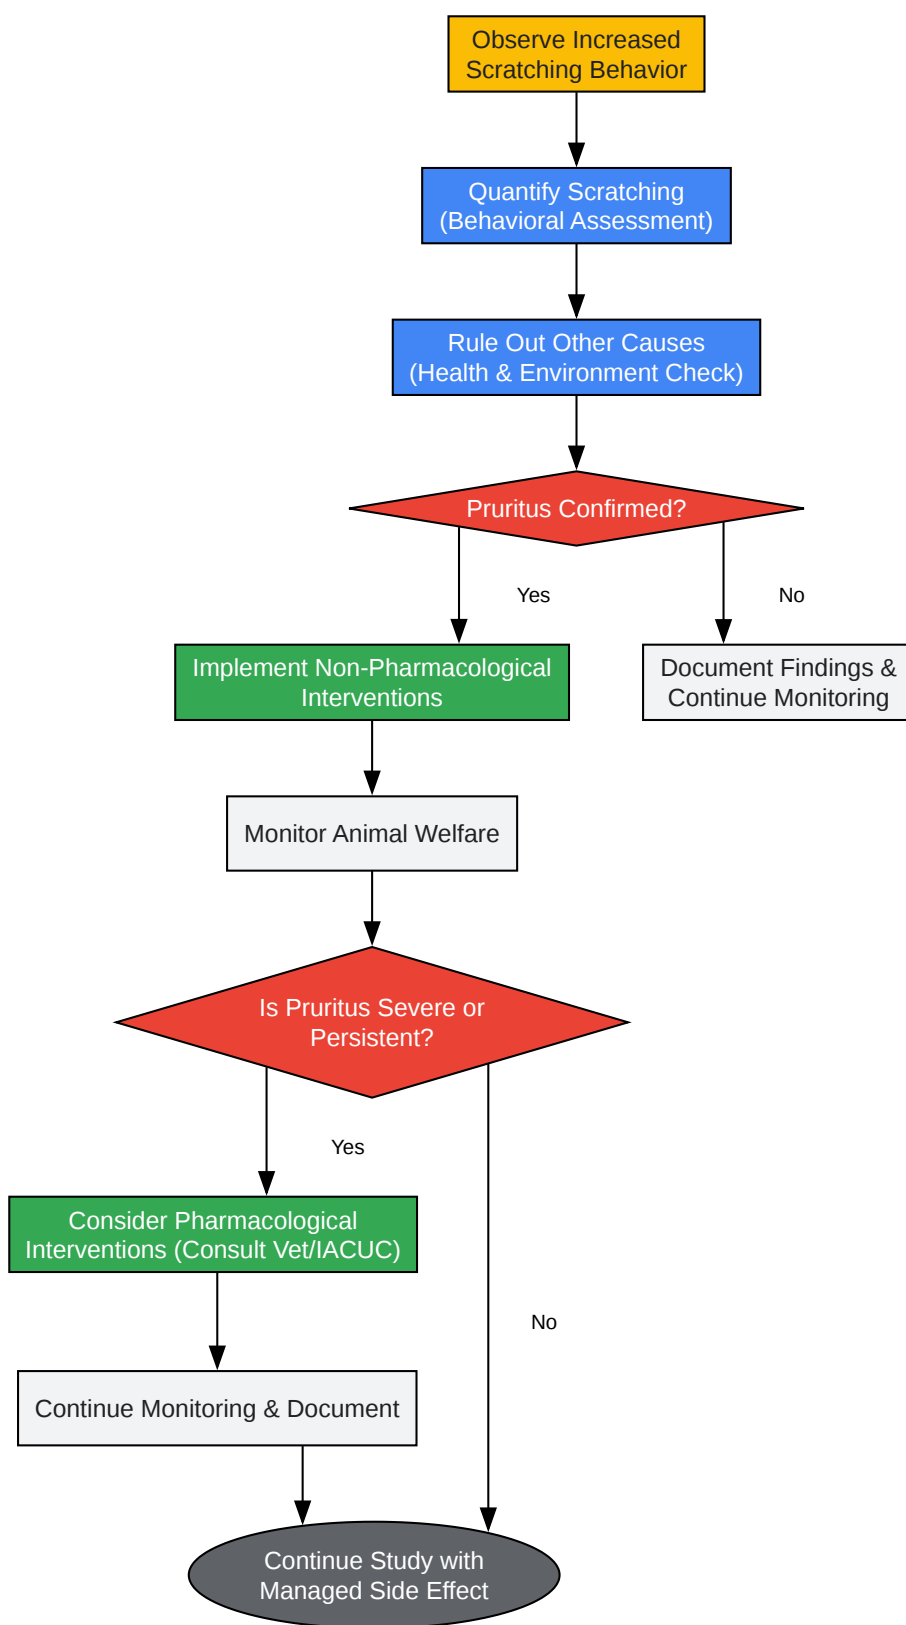 Observe Increased
Scratching Behavior
Quantify Scratching
(Behavioral Assessment)
Rule Out Other Causes
(Health & Environment Check)
Pruritus Confirmed?
Yes
No
Implement Non-Pharmacological
Interventions
Document Findings &
Continue Monitoring
Monitor Animal Welfare
Is Pruritus Severe or
Persistent?
Yes
Consider Pharmacological
Interventions (Consult Vet/IACUC)
No
Continue Monitoring & Document
Continue Study with
Managed Side Effect